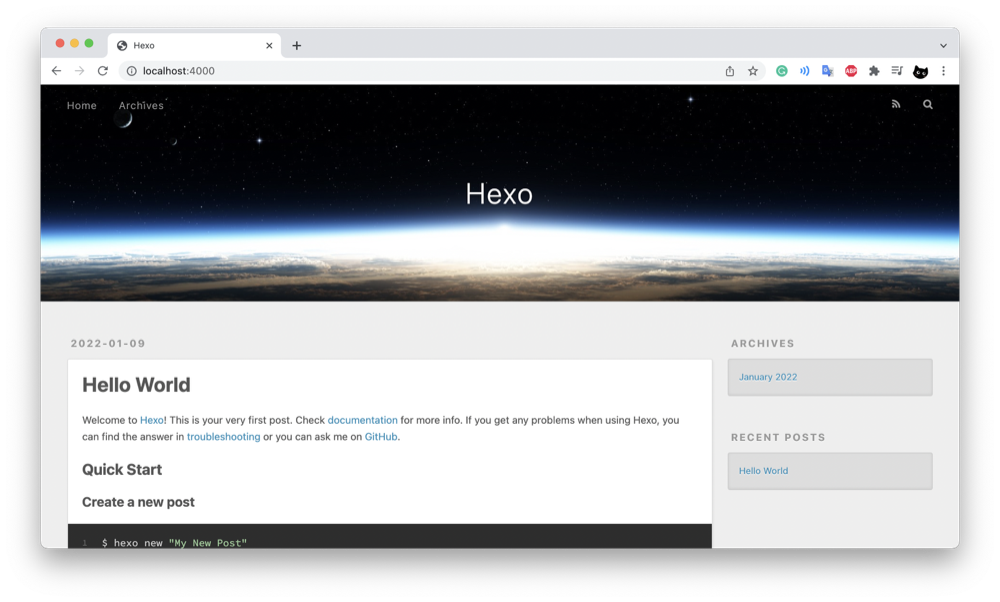 Hexo
localhost:4000
ABP
Home Archives
Hexo
2022-01-09
Hello World
Welcome to Hexo! This is your very first post. Check documentation for more info. If you get any problems when using Hexo, you
can find the answer in troubleshooting or you can ask me on GitHub.
Quick Start
Create a new post
1 $ hexo new "My New Post"
ARCHIVES
January 2022
RECENT POSTS
Hello World